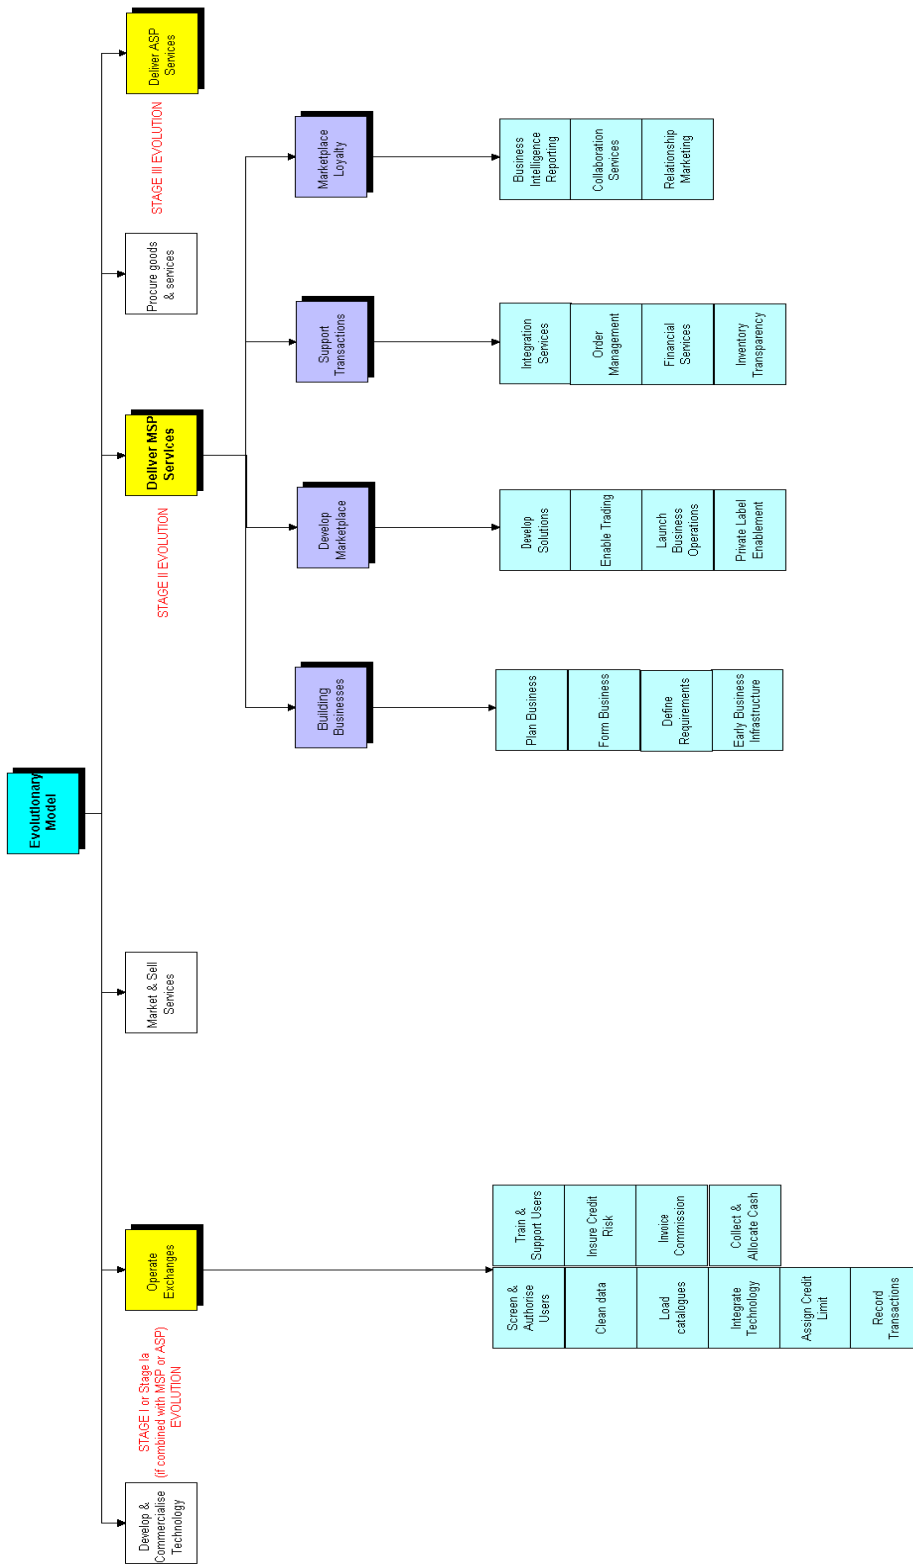 Evolutionary
Model
Develop &
Commercialise
Technology
STAGE I or Stage Ia
(if combined with MSP or ASP)
EVOLUTION
Operate
Exchanges
Market & Sell
Services
STAGE II EVOLUTION
Deliver MSP
Services
Procure goods
& services
STAGE III EVOLUTION
Deliver ASP
Services
Building
Businesses
Develop
Marketplace
Support
Transactions
Marketplace
Loyalty
Screen &
Authorise
Users
Clean data
Load
catalogues
Integrate
Technology
Assign Credit
Limit
Record
Transactions
Train &
Support Users
Insure Credit
Risk
Invoice
Commission
Collect &
Allocate Cash
Plan Business
Form Business
Define
Requirements
Early Business
Infrastructure
Develop
Solutions
Enable Trading
Launch
Business
Operations
Private Label
Enablement
Integration
Services
Order
Management
Financial
Services
Inventory
Transparency
Business
Intelligence
Reporting
Collaboration
Services
Relationship
Marketing